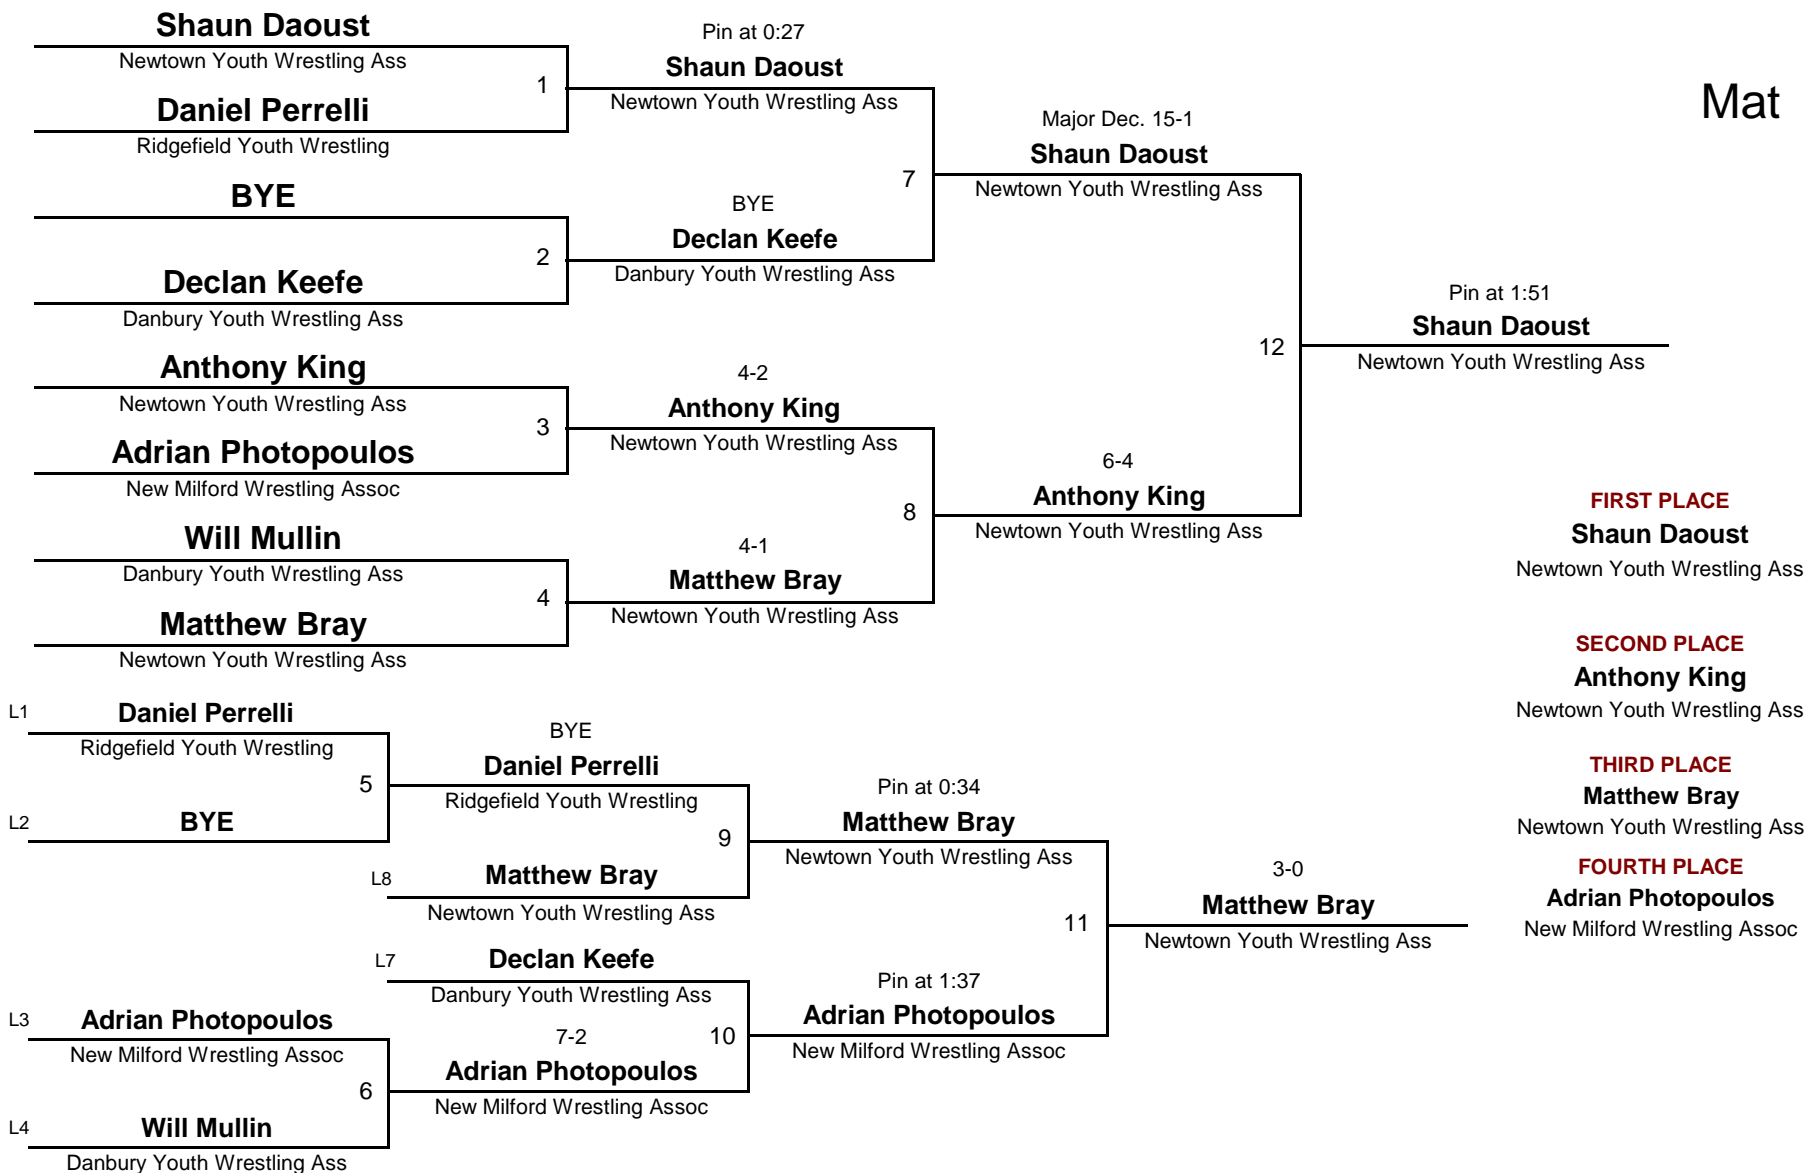 Shaun Daoust
Newtown Youth Wrestling Ass
1
Daniel Perrelli
Ridgefield Youth Wrestling
BYE
2
Declan Keefe
Danbury Youth Wrestling Ass
Anthony King
Newtown Youth Wrestling Ass
3
Adrian Photopoulos
New Milford Wrestling Assoc
Will Mullin
Danbury Youth Wrestling Ass
4
Matthew Bray
Newtown Youth Wrestling Ass
Pin at 0:27
Shaun Daoust
Newtown Youth Wrestling Ass
7
BYE
Declan Keefe
Danbury Youth Wrestling Ass
4-2
Anthony King
Newtown Youth Wrestling Ass
8
4-1
Matthew Bray
Newtown Youth Wrestling Ass
Major Dec. 15-1
Shaun Daoust
Newtown Youth Wrestling Ass
12
6-4
Anthony King
Newtown Youth Wrestling Ass
Pin at 1:51
Shaun Daoust
Newtown Youth Wrestling Ass
Mat
L1
Daniel Perrelli
Ridgefield Youth Wrestling
5
L2
BYE
L3
Adrian Photopoulos
New Milford Wrestling Assoc
6
L4
Will Mullin
Danbury Youth Wrestling Ass
BYE
Daniel Perrelli
Ridgefield Youth Wrestling
9
L8
Matthew Bray
Newtown Youth Wrestling Ass
L7
Declan Keefe
Danbury Youth Wrestling Ass
7-2
10
Adrian Photopoulos
New Milford Wrestling Assoc
Pin at 0:34
Matthew Bray
Newtown Youth Wrestling Ass
11
Pin at 1:37
Adrian Photopoulos
New Milford Wrestling Assoc
3-0
Matthew Bray
Newtown Youth Wrestling Ass
FIRST PLACE
Shaun Daoust
Newtown Youth Wrestling Ass
SECOND PLACE
Anthony King
Newtown Youth Wrestling Ass
THIRD PLACE
Matthew Bray
Newtown Youth Wrestling Ass
FOURTH PLACE
Adrian Photopoulos
New Milford Wrestling Assoc